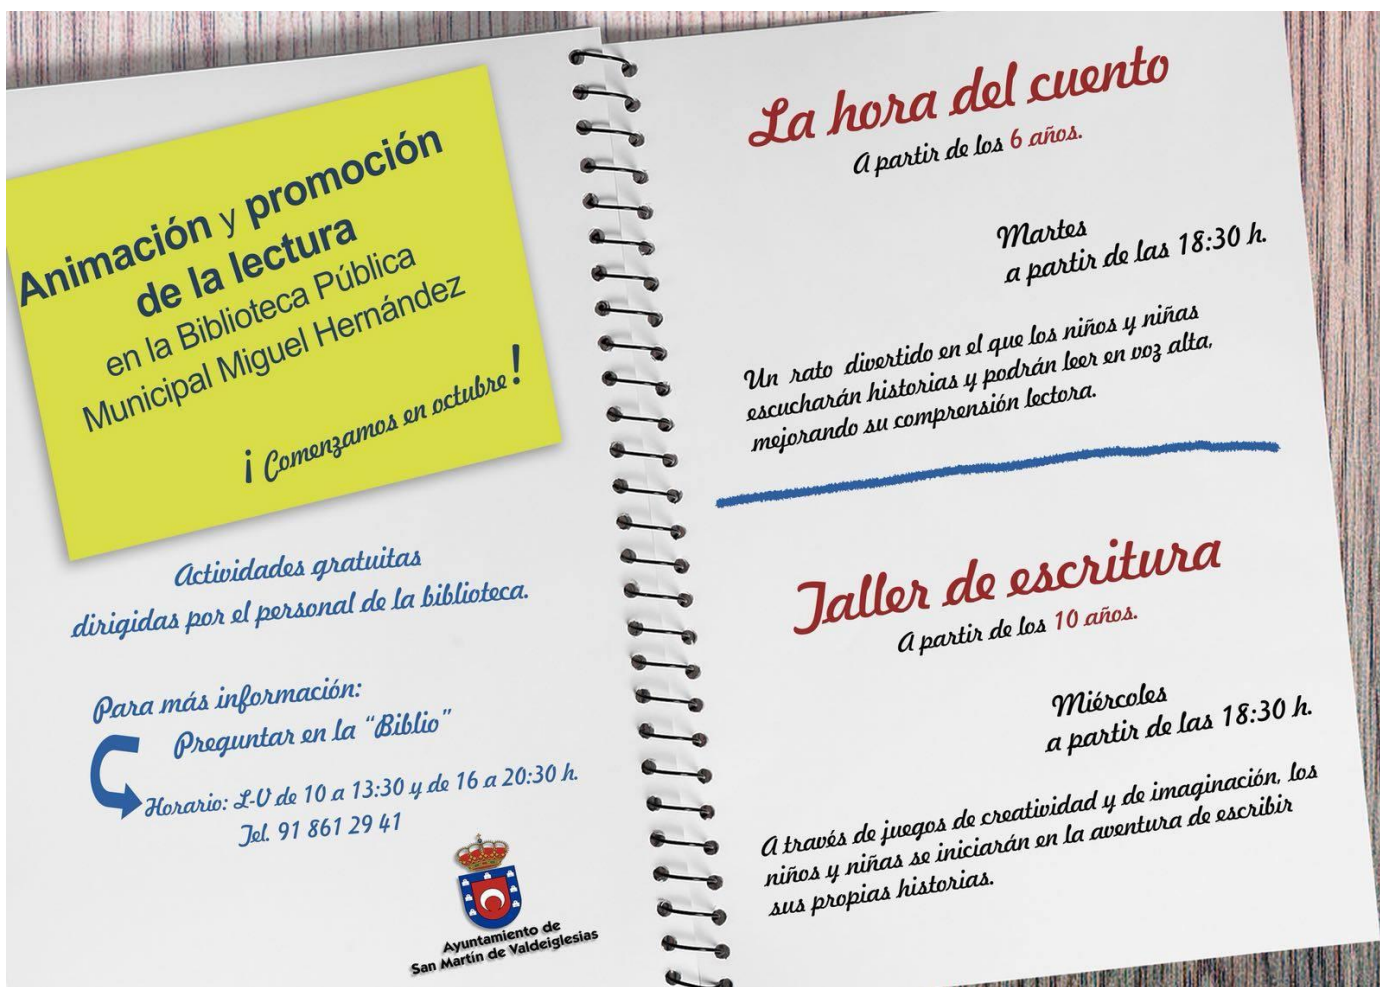 Animación y promoción
de la lectura
en la Biblioteca Pública
Municipal Miguel Hernández
¡Comenzamos en octubre!
Actividades gratuitas
dirigidas por el personal de la biblioteca.
Para más información:
Preguntar en la “Biblio”
Horario: L-V de 10 a 13:30 y de 16 a 20:30 h.
Tel. 91 861 29 41
Ayuntamiento de
San Martín de Valdeiglesias
La hora del cuento
A partir de los 6 años.
Martes
a partir de las 18:30 h.
Un rato divertido en el que los niños y niñas
escucharán historias y podrán leer en voz alta,
mejorando su comprensión lectora.
Taller de escritura
A partir de los 10 años.
Miércoles
a partir de las 18:30 h.
A través de juegos de creatividad y de imaginación, los
niños y niñas se iniciarán en la aventura de escribir
sus propias historias.